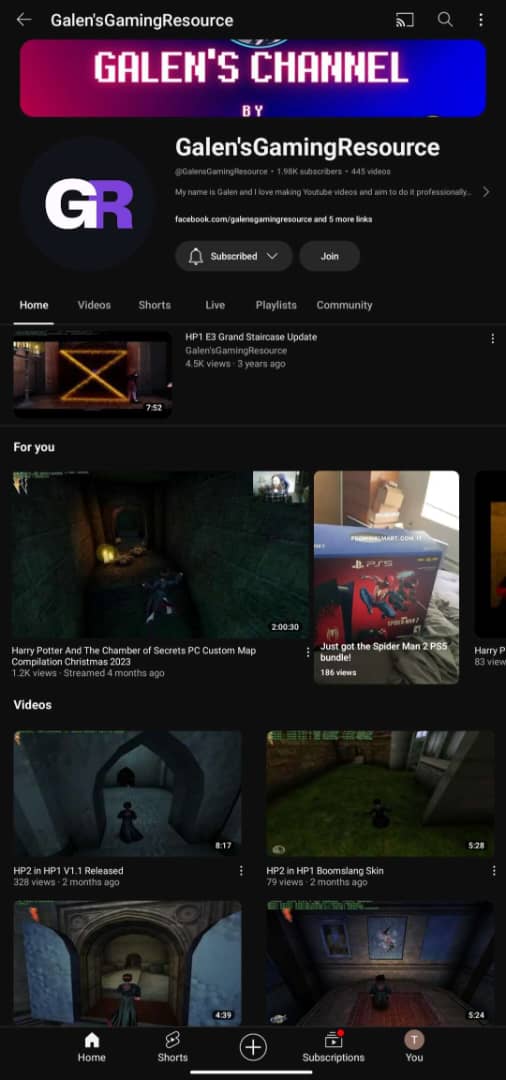 Galen'sGamingResource
GALEN'S CHANNEL
BY
GR
Galen'sGamingResource
@GalensGamingResource • 1.98K subscribers • 445 videos
My name is Galen and I love making Youtube videos and aim to do it professionally...
facebook.com/galensgamingresource and 5 more links
Subscribed
Join
Home Videos Shorts Live Playlists Community
HP1 E3 Grand Staircase Update
Galen'sGamingResource
4.5K views · 3 years ago
7:52
For you
2:00:30
Harry Potter And The Chamber of Secrets PC Custom Map
Compilation Christmas 2023
1.2K views · Streamed 4 months ago
PS5
Just got the Spider Man 2 PS5
bundle!
186 views
Harry P
83 view
Videos
8:17
HP2 in HP1 V1.1 Released
328 views · 2 months ago
5:28
HP2 in HP1 Boomslang Skin
79 views · 2 months ago
4:39
5:24
Home
Shorts
Subscriptions
T
You